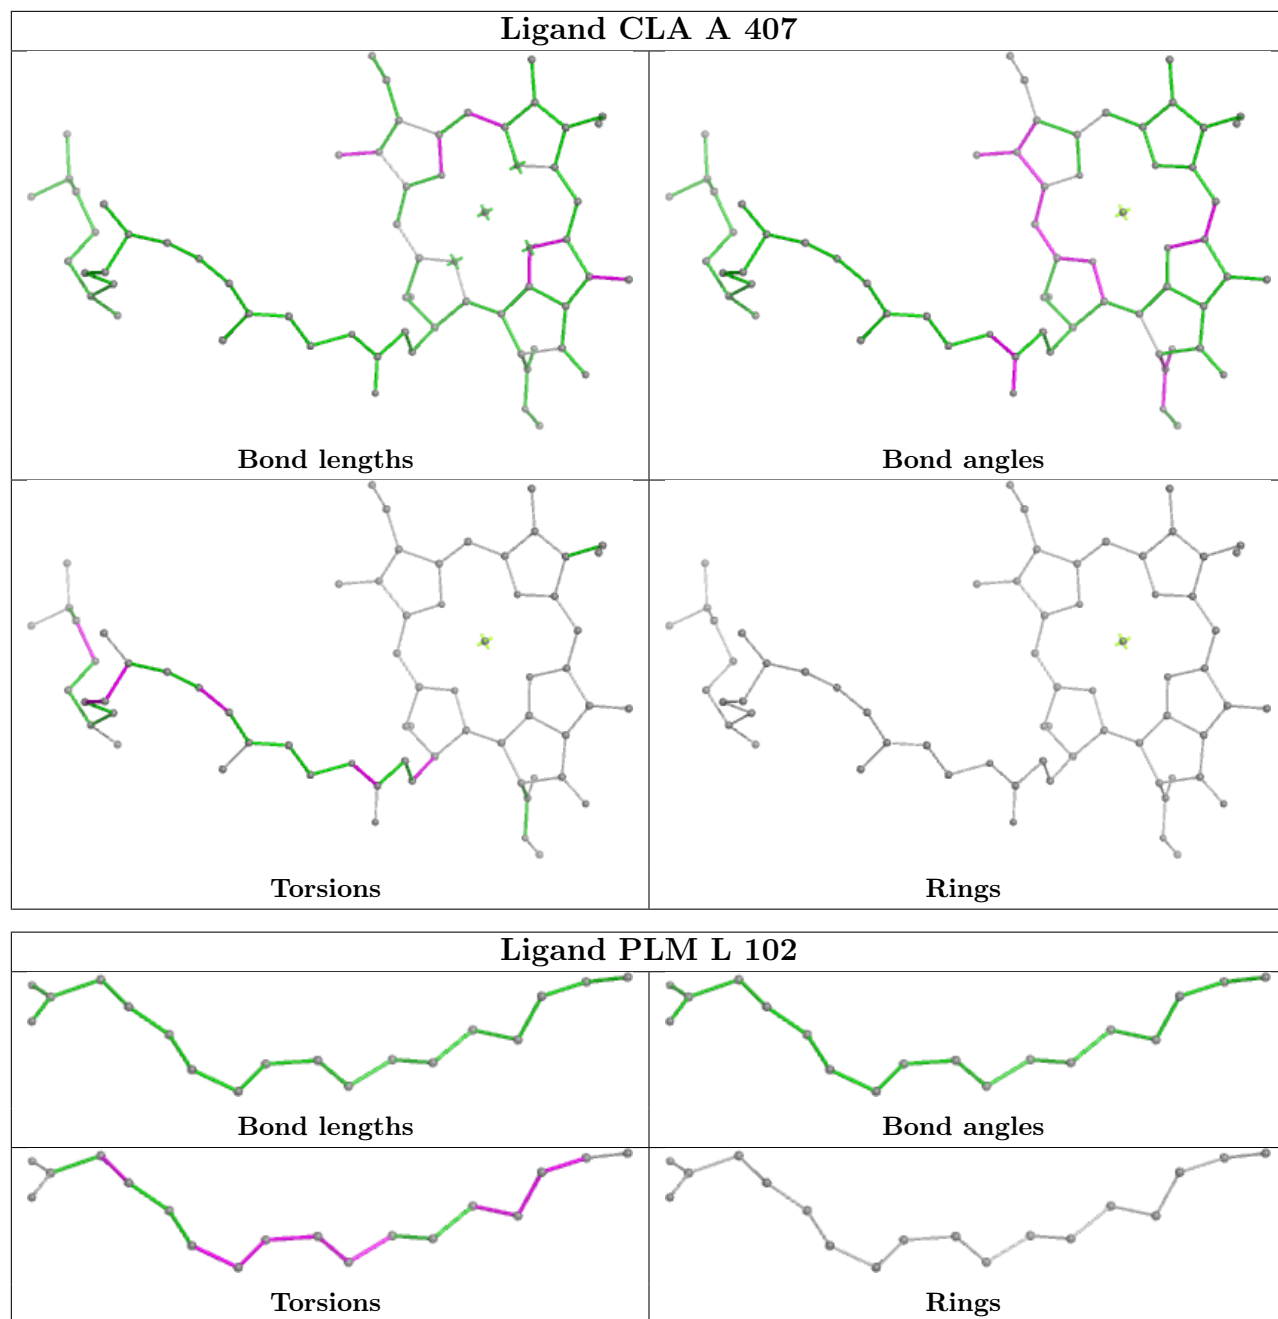 Ligand CLA A 407
Bond lengths
Bond angles
Torsions
Rings
Ligand PLM L 102
Bond lengths
Bond angles
Torsions
Rings